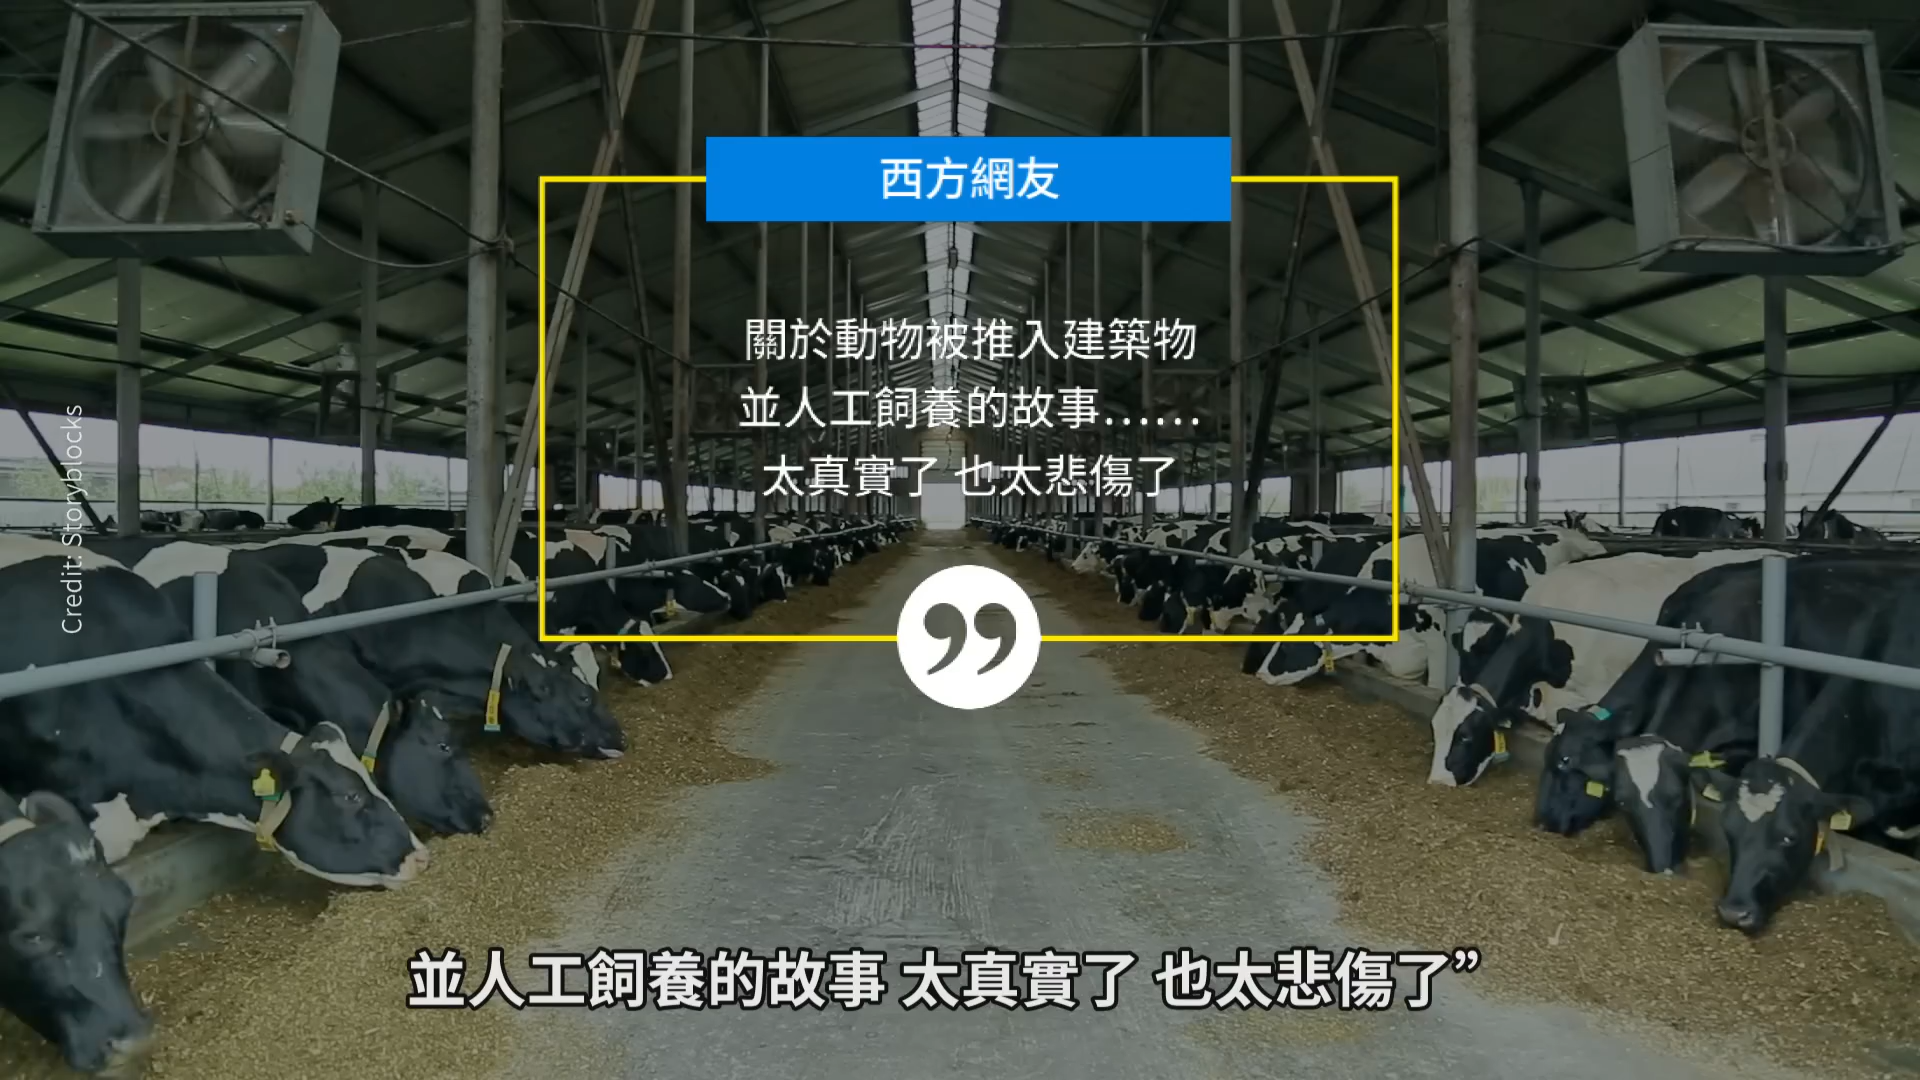 西方網友
關於動物被推入建築物
並人工飼養的故事……
太真實了 也太悲傷了
Credit: Storyblocks
並人工飼養的故事 太真實了 也太悲傷了”